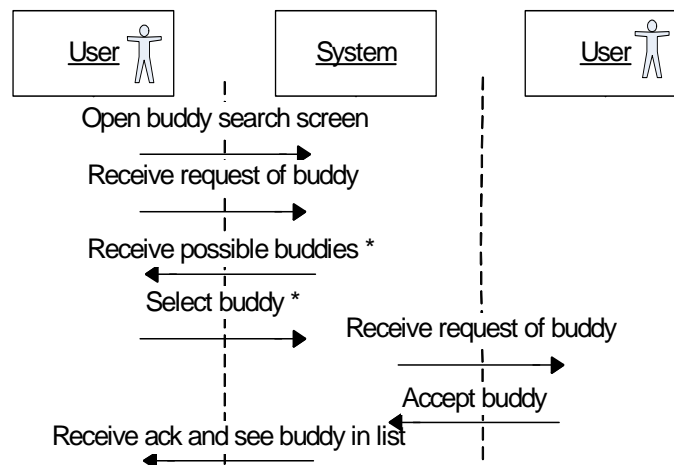 User
System
User
Open buddy search screen
Receive request of buddy
Receive possible buddies *
Select buddy *
Receive request of buddy
Accept buddy
Receive ack and see buddy in list